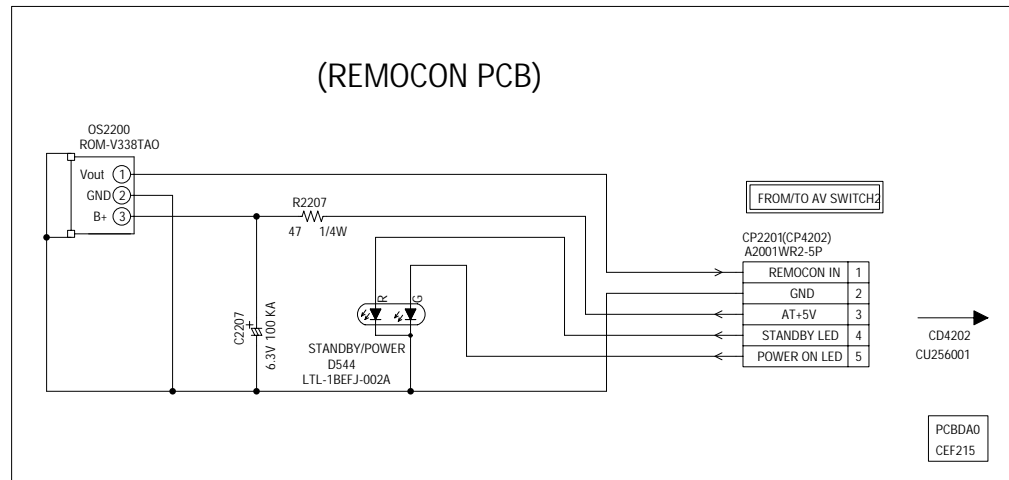 (REMOCON PCB)
OS2200
ROM-V338TAO
Vout 1
GND 2
B+ 3
R2207
47 1/4W
C2207
+
6.3V 100 KA
R
G
STANDBY/POWER
D544
LTL-1BEFJ-002A
FROM/TO AV SWITCH2
CP2201(CP4202)
A2001WR2-5P
REMOCON IN 1
GND 2
AT+5V 3
STANDBY LED 4
POWER ON LED 5
CD4202
CU256001
PCBDA0
CEF215